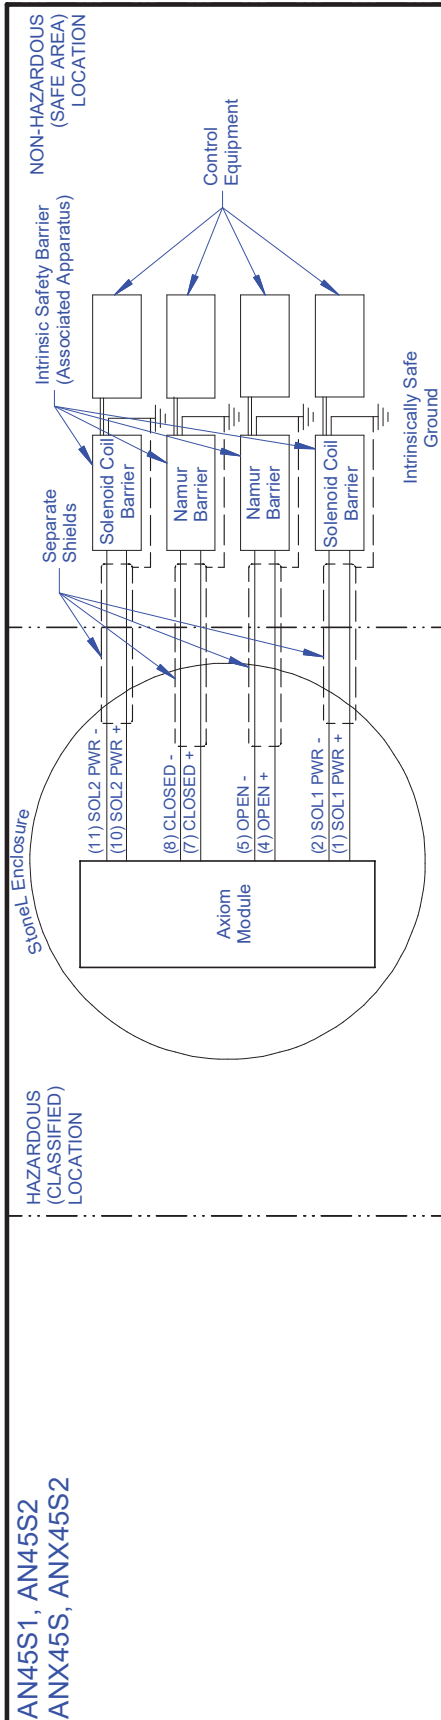 AN45S1, AN45S2
ANX45S, ANX45S2
HAZARDOUS
(CLASSIFIED)
LOCATION
NON-HAZARDOUS
(SAFE AREA)
LOCATION
StoneL Enclosure
Separate
Shields
Intrinsic Safety Barrier
(Associated Apparatus)
Axiom
Module
(11) SOL2 PWR -
(10) SOL2 PWR +
(8) CLOSED -
(7) CLOSED +
(5) OPEN -
(4) OPEN +
(2) SOL1 PWR -
(1) SOL1 PWR +
Solenoid Coil
Barrier
Namur
Barrier
Namur
Barrier
Solenoid Coil
Barrier
Control
Equipment
Intrinsically Safe
Ground